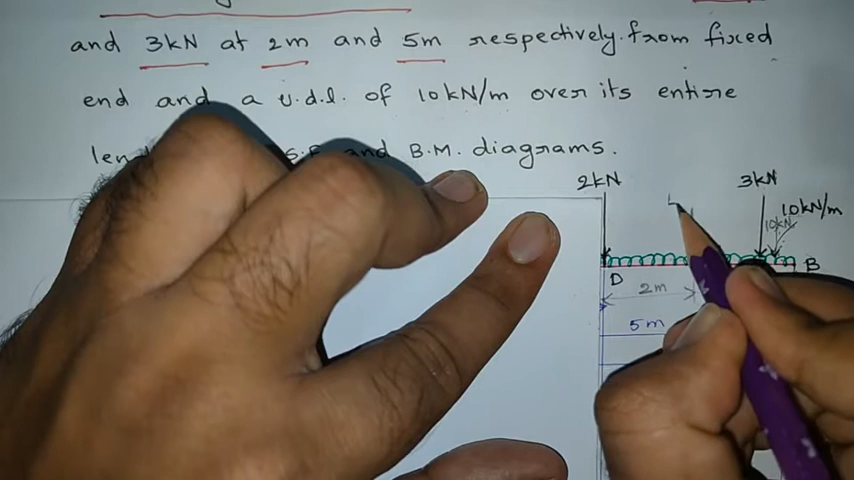 and 3kN at 2m and 5m respectively. from fixed
end and a u.d.l. of 10kN/m over its entire
S.F. and B.M. diagrams.
2kN 3kN
10kN/m
10kN
D B
2m
5m